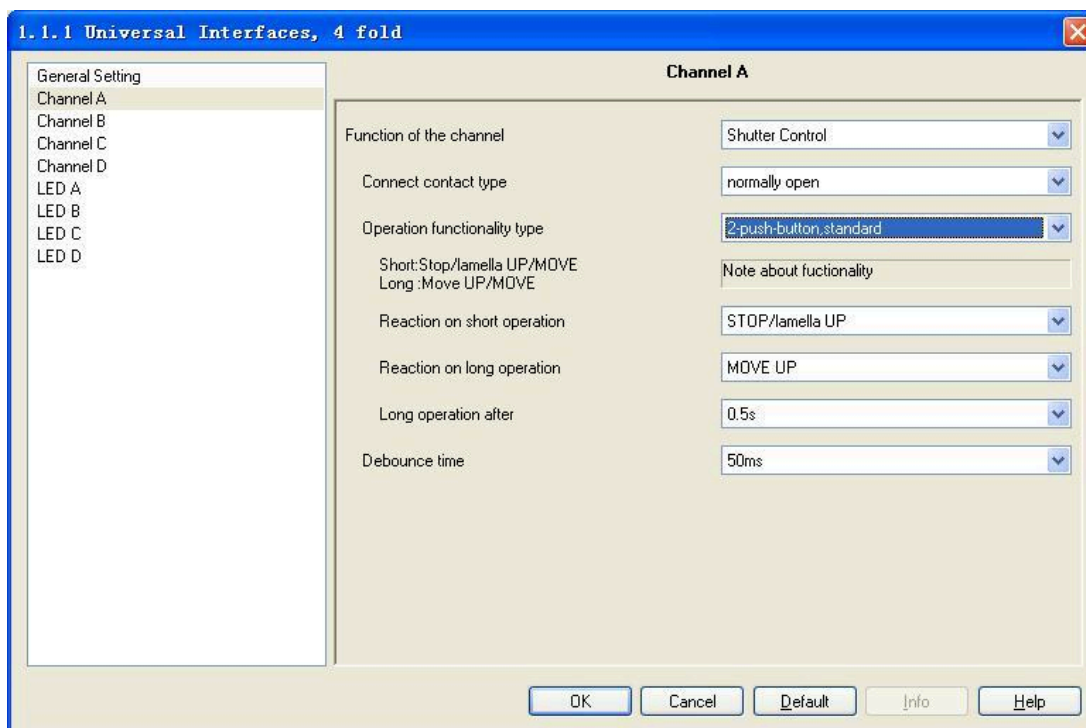 1.1.1 Universal Interfaces, 4 fold
General Setting
Channel A
Channel B
Channel C
Channel D
LED A
LED B
LED C
LED D
Channel A
Function of the channel
Shutter Control
Connect contact type
normally open
Operation functionality type
2-push-button,standard
Short:Stop/lamella UP/MOVE
Long :Move UP/MOVE
Note about fuctionality
Reaction on short operation
STOP/lamella UP
Reaction on long operation
MOVE UP
Long operation after
0.5s
Debounce time
50ms
OK
Cancel
Default
Info
Help